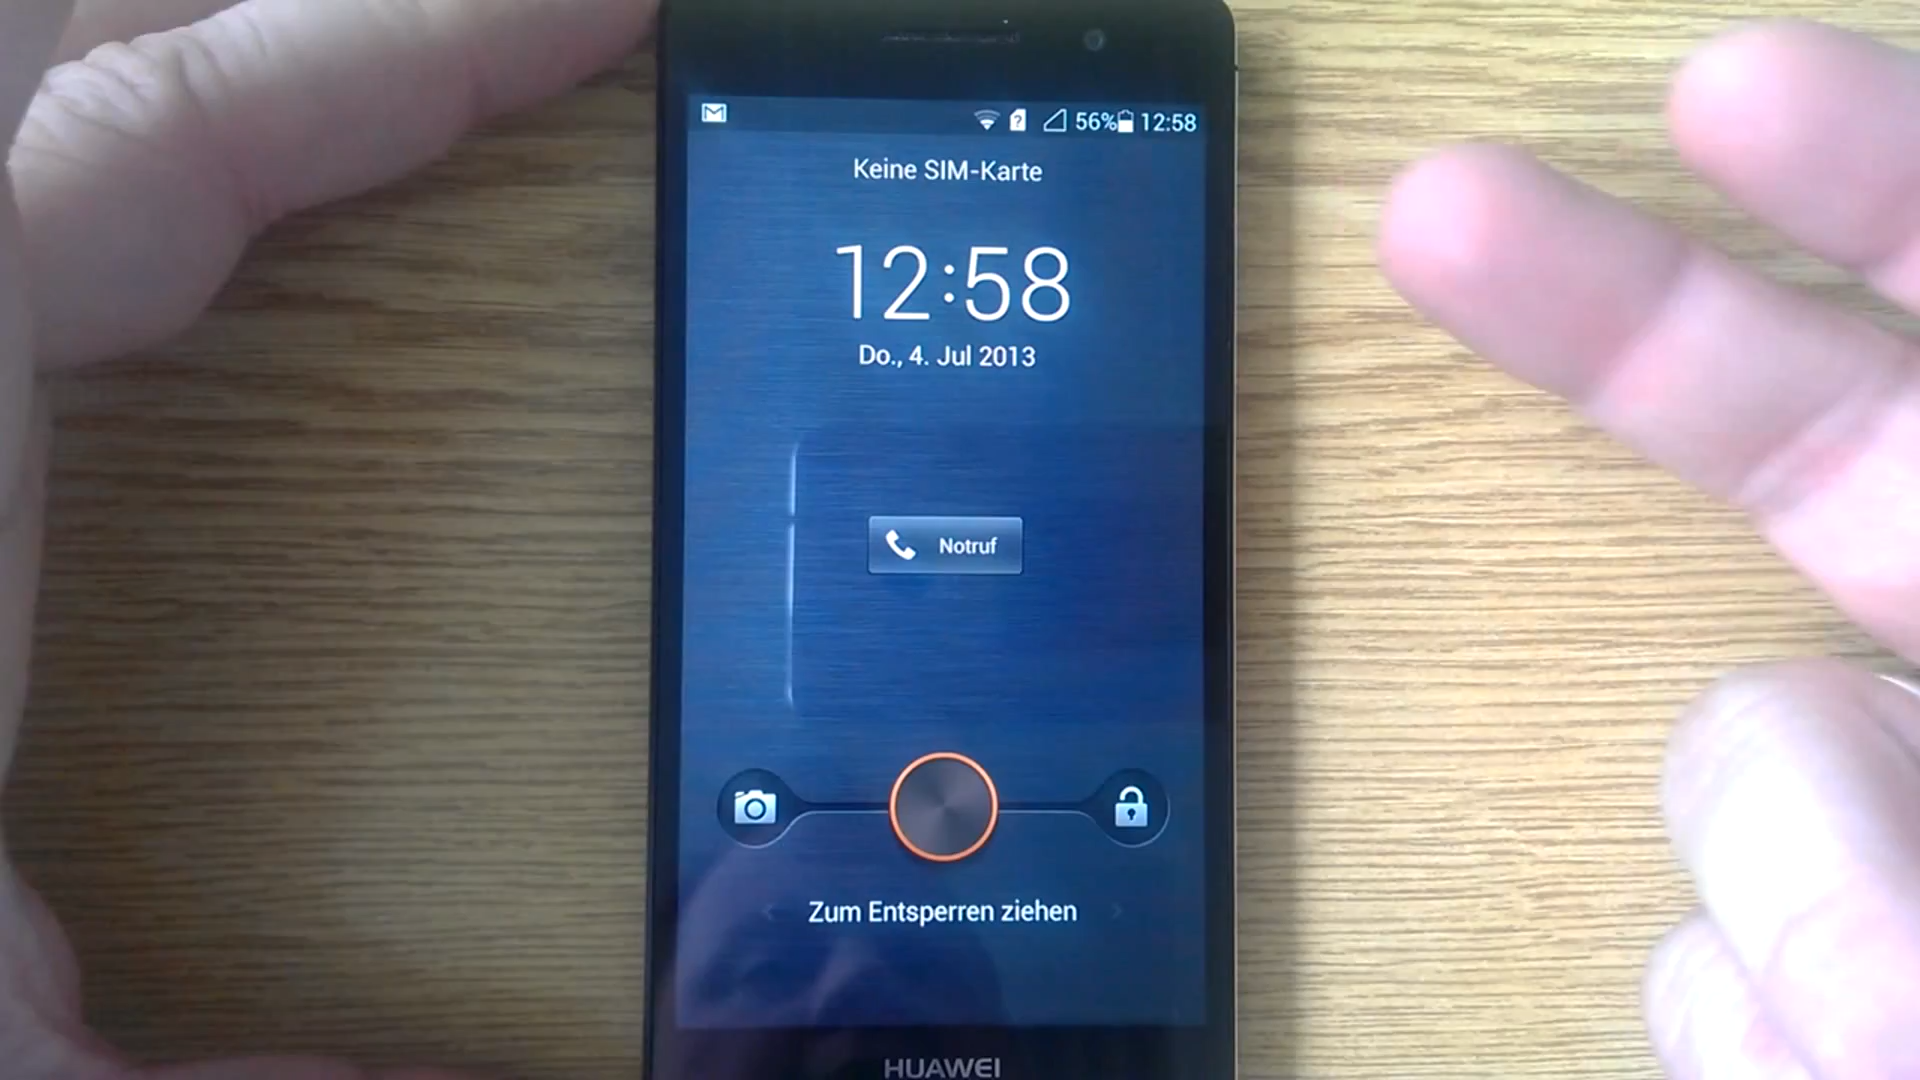 56% 12:58
Keine SIM-Karte
12:58
Do., 4. Jul 2013
Notruf
Zum Entsperren ziehen
HUAWEI